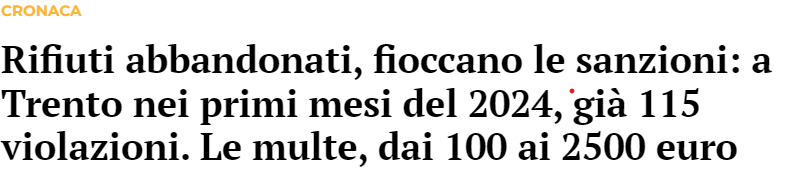 CRONACA
Rifiuti abbandonati, fioccano le sanzioni: a
Trento nei primi mesi del 2024, già 115
violazioni. Le multe, dai 100 ai 2500 euro